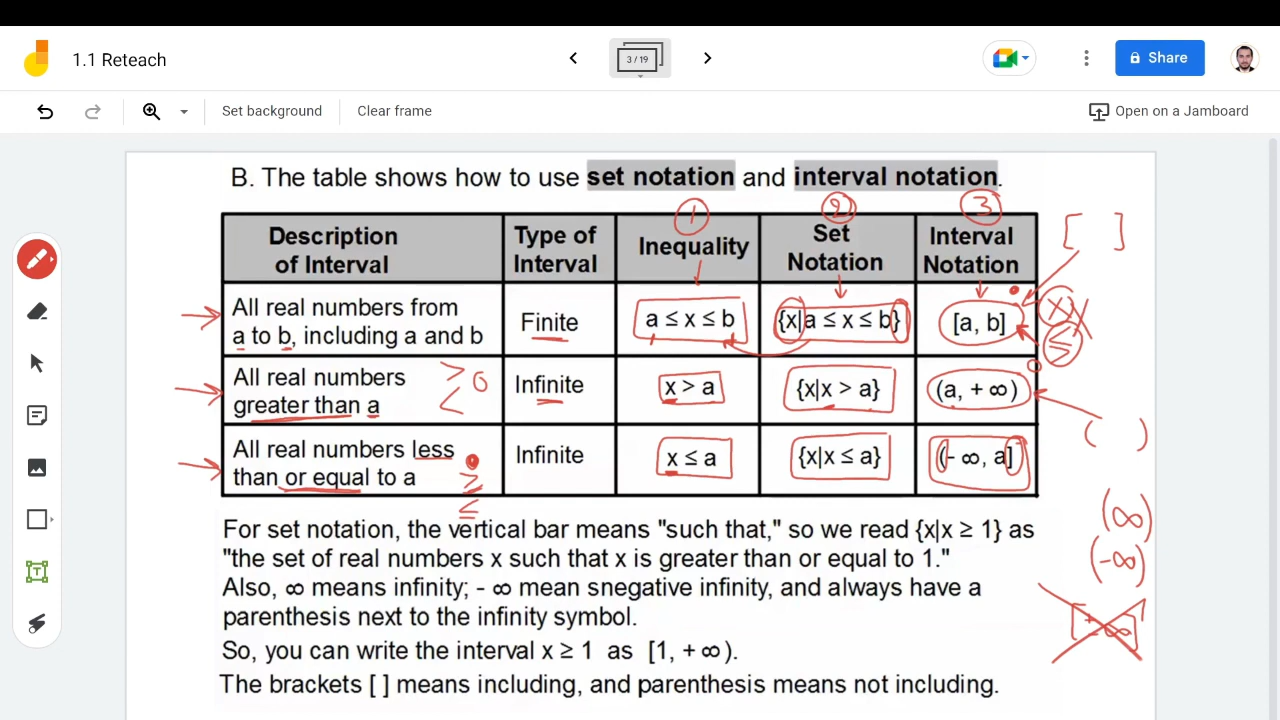 1.1 Reteach
3 / 19
Share
Set background
Clear frame
Open on a Jamboard
B. The table shows how to use set notation and interval notation.
1 2 3
Description of Interval
Type of Interval
Inequality
Set Notation
Interval Notation
[ ]
All real numbers from
a to b, including a and b
Finite
a ≤ x ≤ b
{x|a ≤ x ≤ b}
[a, b]
≤
All real numbers
greater than a
>
<
Infinite
x > a
{x|x > a}
(a, + ∞)
( )
All real numbers less
than or equal to a
≥
≤
Infinite
x ≤ a
{x|x ≤ a}
(- ∞, a]
(∞)
(-∞)
[± ∞]
For set notation, the vertical bar means "such that," so we read {x|x ≥ 1} as
"the set of real numbers x such that x is greater than or equal to 1."
Also, ∞ means infinity; - ∞ mean snegative infinity, and always have a
parenthesis next to the infinity symbol.
So, you can write the interval x ≥ 1 as [1, + ∞).
The brackets [ ] means including, and parenthesis means not including.